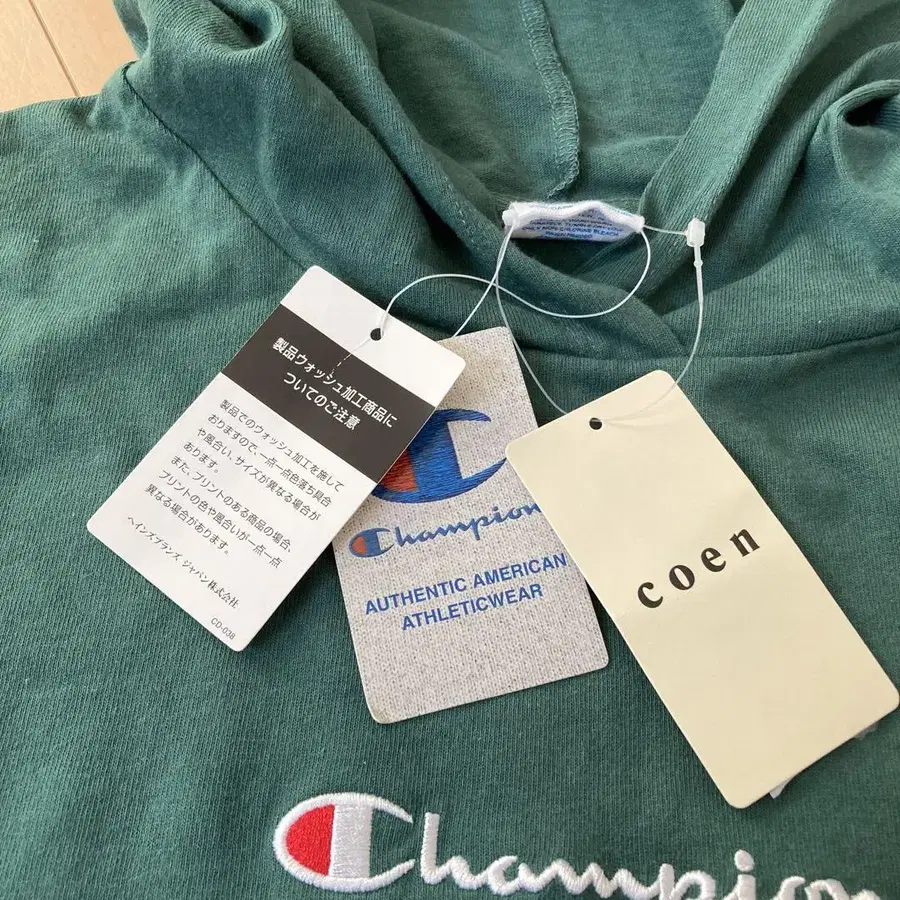 製品ウォッシュ加工商品に
ついてのご注意
製品でのウォッシュ加工を施して
おりますので、一点一点色落ち具合
や風合い、サイズが異なる場合が
あります。
また、プリントのある商品の場合、
プリントの色や風合いが一点一点
異なる場合があります。
ヘインズブランズ ジャパン株式会社
CD-038
Champion
AUTHENTIC AMERICAN
ATHLETICWEAR
coen
Champion